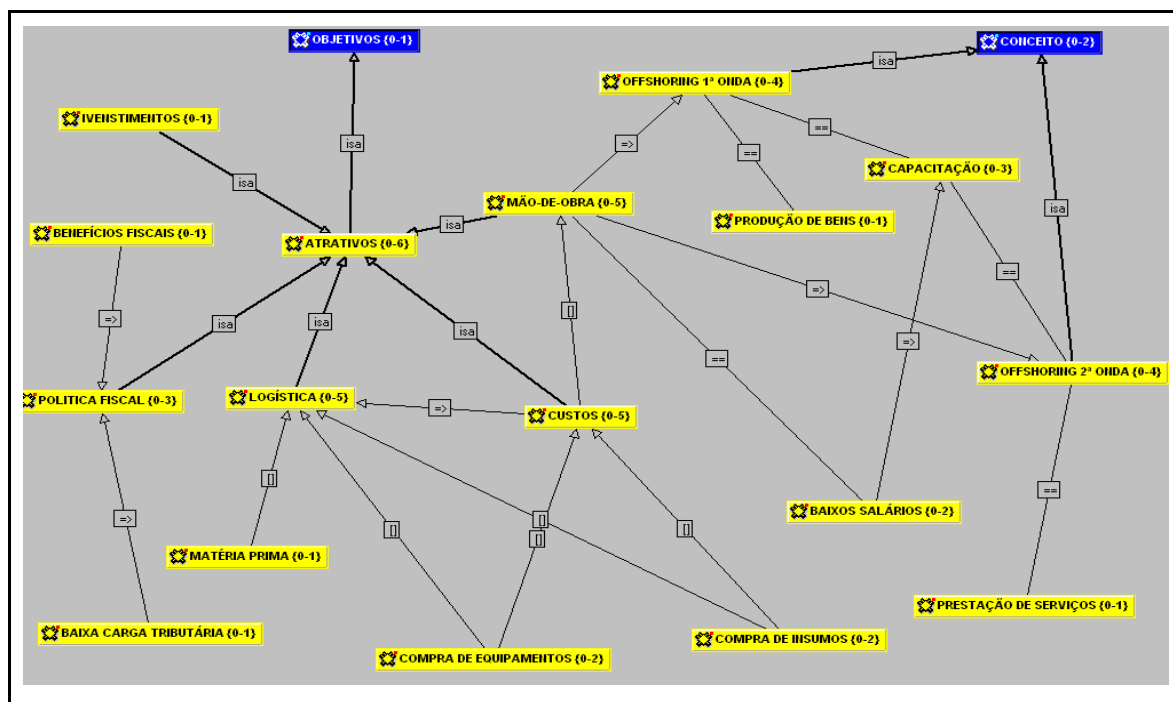 OBJETIVOS {0-1}
CONCEITO {0-2}
isa
OFFSHORING 1ª ONDA {0-4}
IVENSTIMENTOS {0-1}
==
isa
=>
==
CAPACITAÇÃO {0-3}
isa
MÃO-DE-OBRA {0-5}
isa
PRODUÇÃO DE BENS {0-1}
isa
BENEFÍCIOS FISCAIS {0-1}
ATRATIVOS {0-6}
==
=>
[]
=>
isa
isa
isa
=>
==
OFFSHORING 2ª ONDA {0-4}
POLITICA FISCAL {0-3}
LOGÍSTICA {0-5}
=>
CUSTOS {0-5}
[]
==
=>
[]
[]
[]
[]
BAIXOS SALÁRIOS {0-2}
MATÉRIA PRIMA {0-1}
PRESTAÇÃO DE SERVIÇOS {0-1}
BAIXA CARGA TRIBUTÁRIA {0-1}
COMPRA DE INSUMOS {0-2}
COMPRA DE EQUIPAMENTOS {0-2}